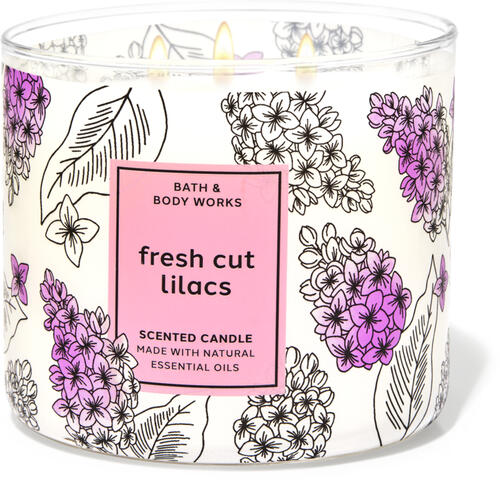 BATH &
BODY WORKS
fresh cut
lilacs
SCENTED CANDLE
MADE WITH NATURAL
ESSENTIAL OILS